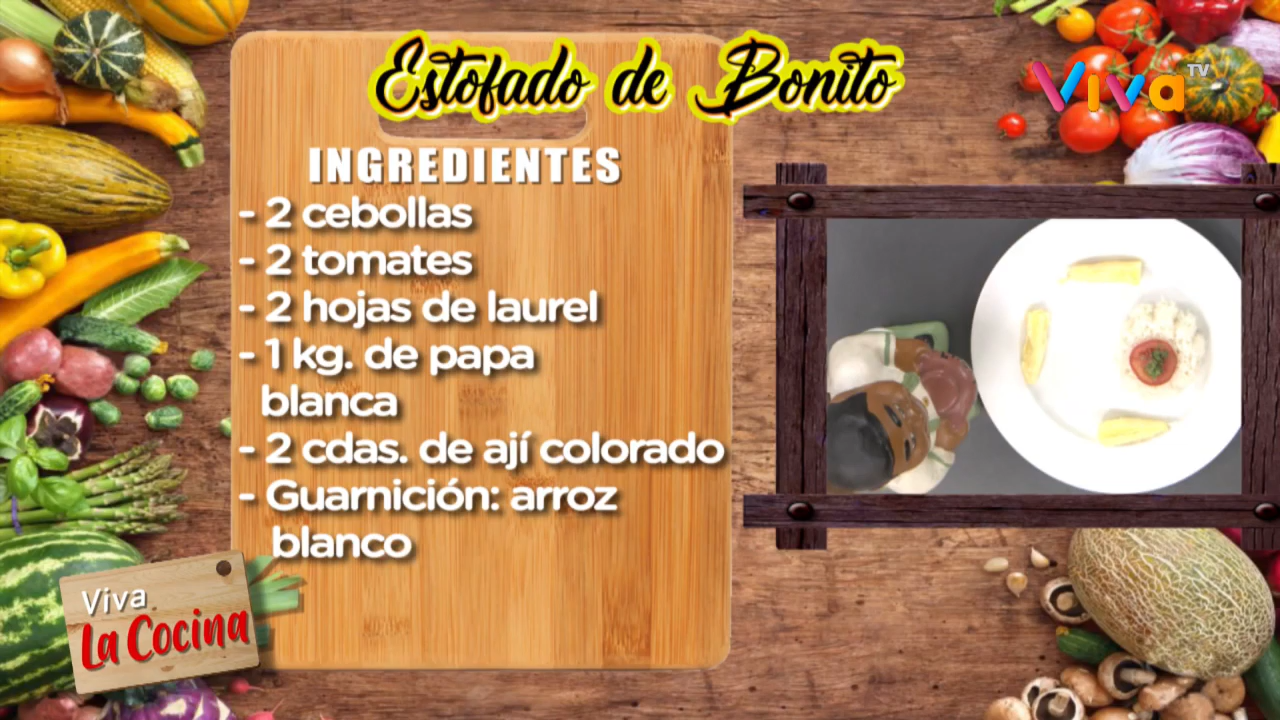 Estofado de Bonito
Viva TV
INGREDIENTES
- 2 cebollas
- 2 tomates
- 2 hojas de laurel
- 1 kg. de papa
blanca
- 2 cdas. de ají colorado
- Guarnición: arroz
blanco
Viva
La Cocina